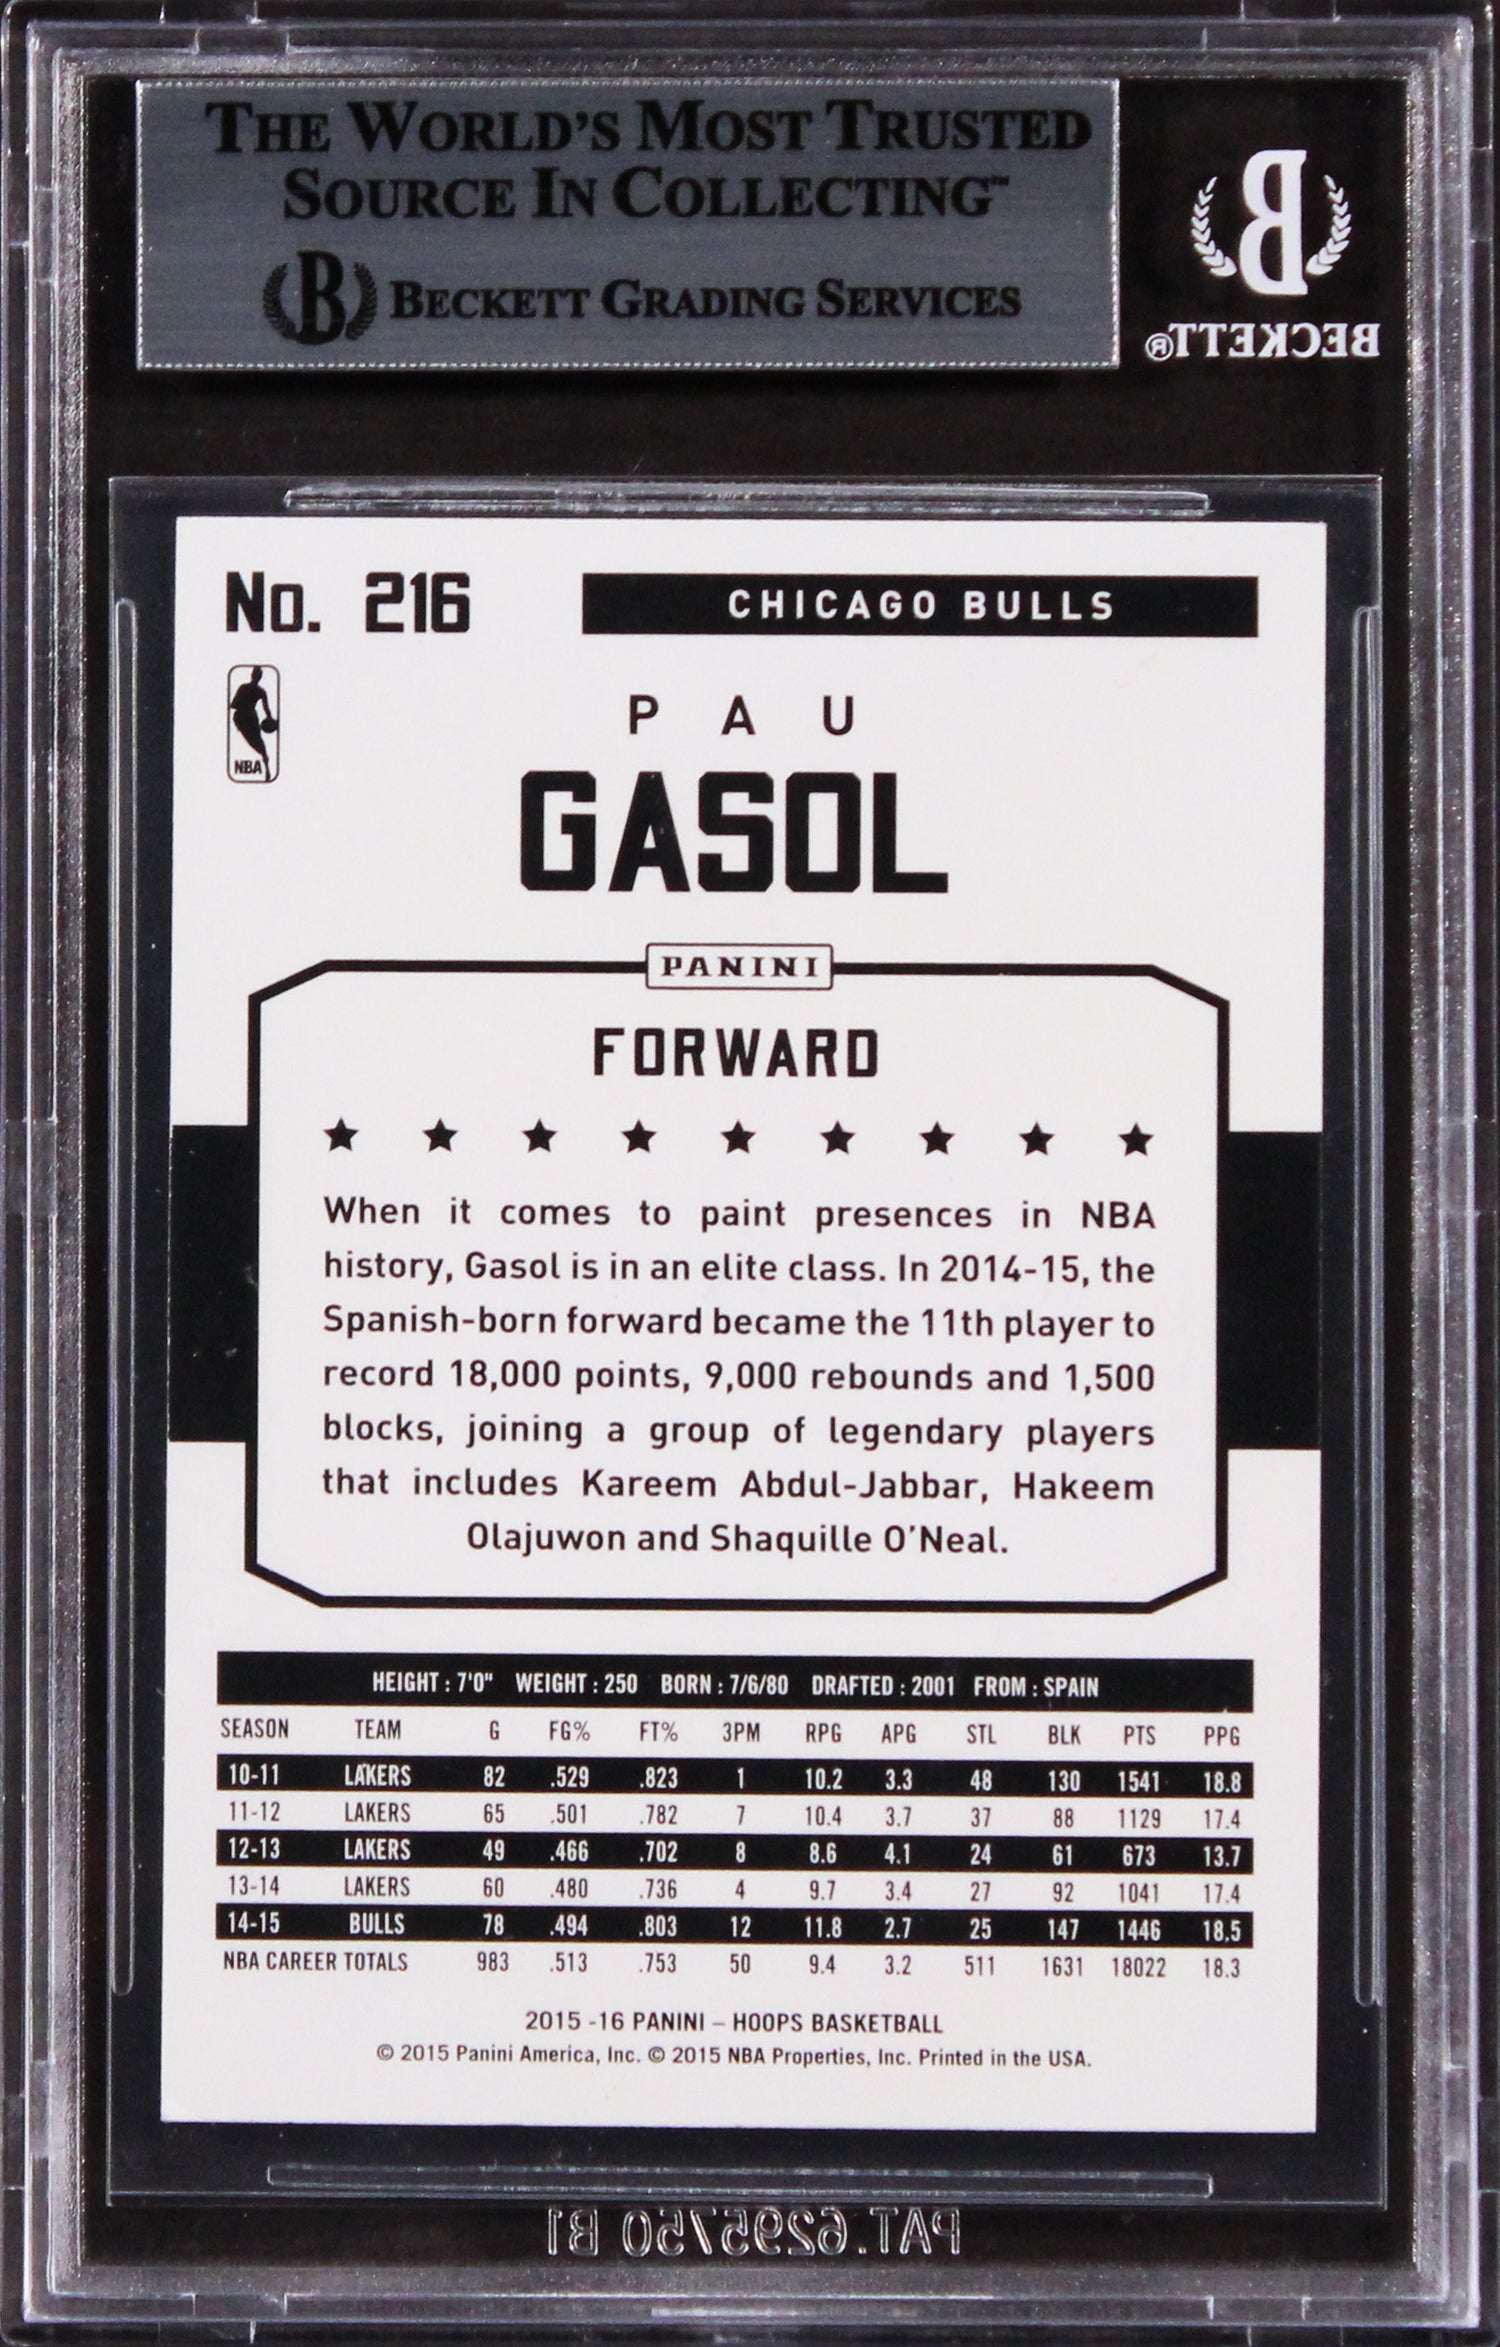 THE WORLD'S MOST TRUSTED
SOURCE IN COLLECTING™
B BECKETT GRADING SERVICES
B
BECKETT®
No. 216
CHICAGO BULLS
NBA
PAU
GASOL
PANINI
FORWARD
When it comes to paint presences in NBA
history, Gasol is in an elite class. In 2014-15, the
Spanish-born forward became the 11th player to
record 18,000 points, 9,000 rebounds and 1,500
blocks, joining a group of legendary players
that includes Kareem Abdul-Jabbar, Hakeem
Olajuwon and Shaquille O'Neal.
HEIGHT : 7'0" WEIGHT : 250 BORN : 7/6/80 DRAFTED : 2001 FROM : SPAIN
SEASON TEAM G FG% FT% 3PM RPG APG STL BLK PTS PPG
10-11 LAKERS 82 .529 .823 1 10.2 3.3 48 130 1541 18.8
11-12 LAKERS 65 .501 .782 7 10.4 3.7 37 88 1129 17.4
12-13 LAKERS 49 .466 .702 8 8.6 4.1 24 61 673 13.7
13-14 LAKERS 60 .480 .736 4 9.7 3.4 27 92 1041 17.4
14-15 BULLS 78 .494 .803 12 11.8 2.7 25 147 1446 18.5
NBA CAREER TOTALS 983 .513 .753 50 9.4 3.2 511 1631 18022 18.3
2015 -16 PANINI – HOOPS BASKETBALL
© 2015 Panini America, Inc. © 2015 NBA Properties, Inc. Printed in the USA.
PAT.6295750 B1